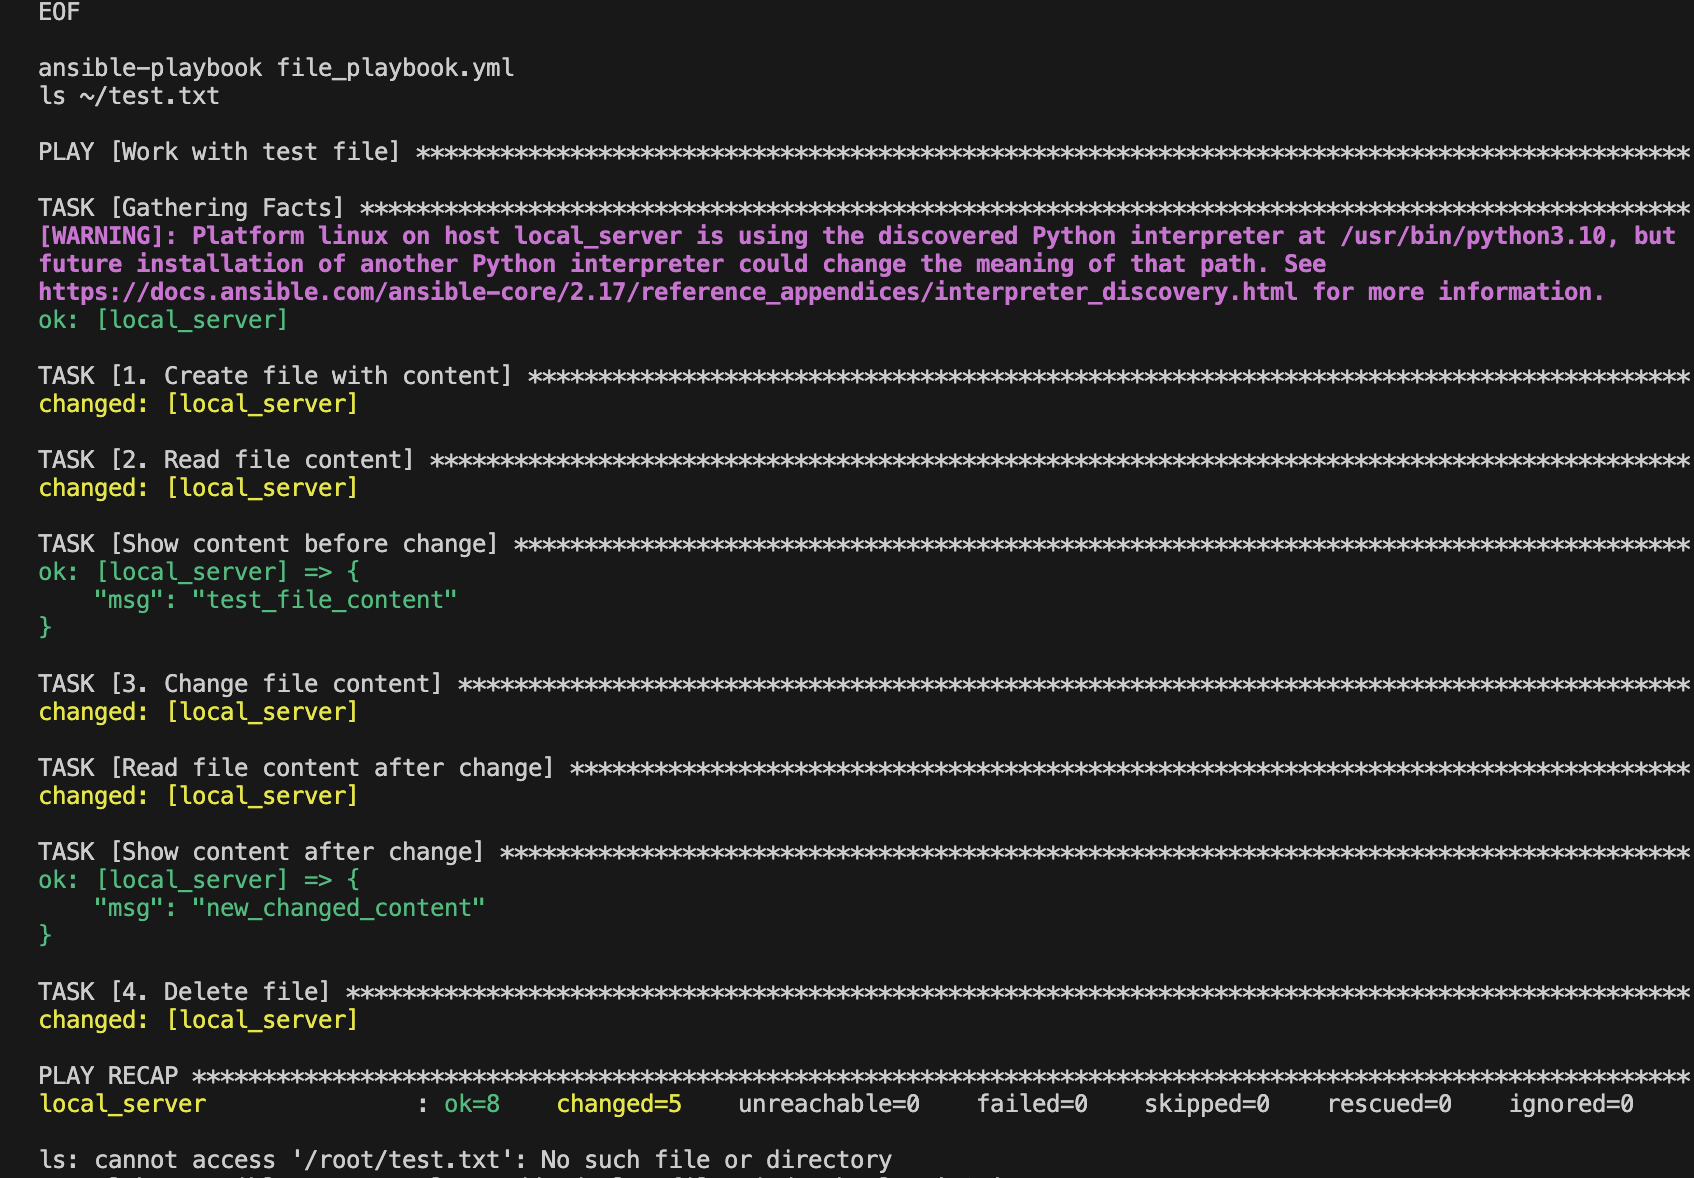 EOF
ansible-playbook file_playbook.yml
ls ~/test.txt
PLAY [Work with test file] *******************************************************************************************
TASK [Gathering Facts] ***********************************************************************************************
[WARNING]: Platform linux on host local_server is using the discovered Python interpreter at /usr/bin/python3.10, but
future installation of another Python interpreter could change the meaning of that path. See
https://docs.ansible.com/ansible-core/2.17/reference_appendices/interpreter_discovery.html for more information.
ok: [local_server]
TASK [1. Create file with content] ***********************************************************************************
changed: [local_server]
TASK [2. Read file content] ******************************************************************************************
changed: [local_server]
TASK [Show content before change] ************************************************************************************
ok: [local_server] => {
    "msg": "test_file_content"
}
TASK [3. Change file content] ****************************************************************************************
changed: [local_server]
TASK [Read file content after change] ********************************************************************************
changed: [local_server]
TASK [Show content after change] *************************************************************************************
ok: [local_server] => {
    "msg": "new_changed_content"
}
TASK [4. Delete file] ************************************************************************************************
changed: [local_server]
PLAY RECAP ***********************************************************************************************************
local_server               : ok=8    changed=5    unreachable=0    failed=0    skipped=0    rescued=0    ignored=0
ls: cannot access '/root/test.txt': No such file or directory